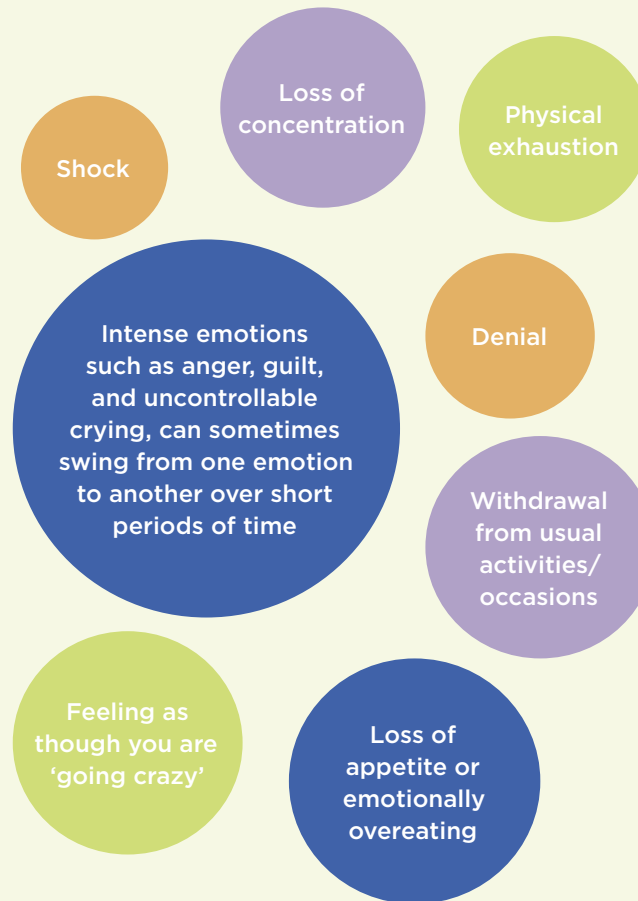 Loss of
concentration
Physical
exhaustion
Shock
Intense emotions
such as anger, guilt,
and uncontrollable
crying, can sometimes
swing from one emotion
to another over short
periods of time
Denial
Withdrawal
from usual
activities/
occasions
Feeling as
though you are
‘going crazy’
Loss of
appetite or
emotionally
overeating